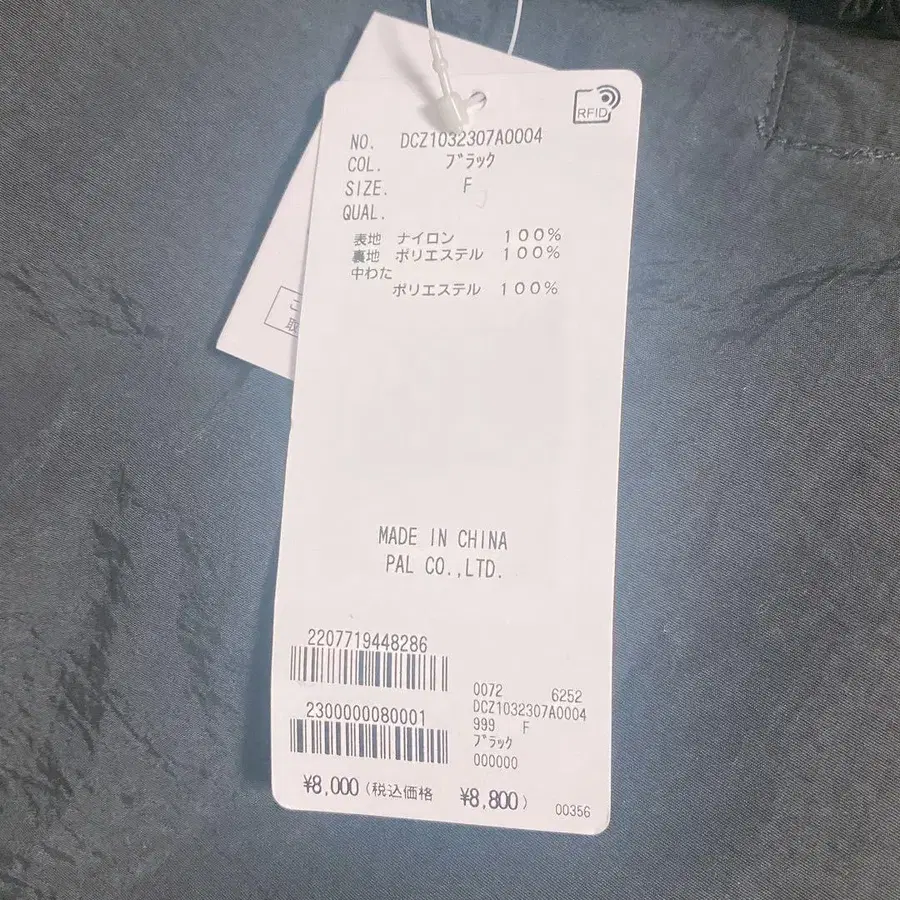 RFID
NO. DCZ1032307A0004
COL. ブラック
SIZE. F
QUAL.
表地 ナイロン 100%
裏地 ポリエステル 100%
中わた
ポリエステル 100%
取
MADE IN CHINA
PAL CO.,LTD.
2207719448286
2300000080001
0072 6252
DCZ1032307A0004
999 F
ブラック
000000
¥8,000 (税込価格 ¥8,800)
00356